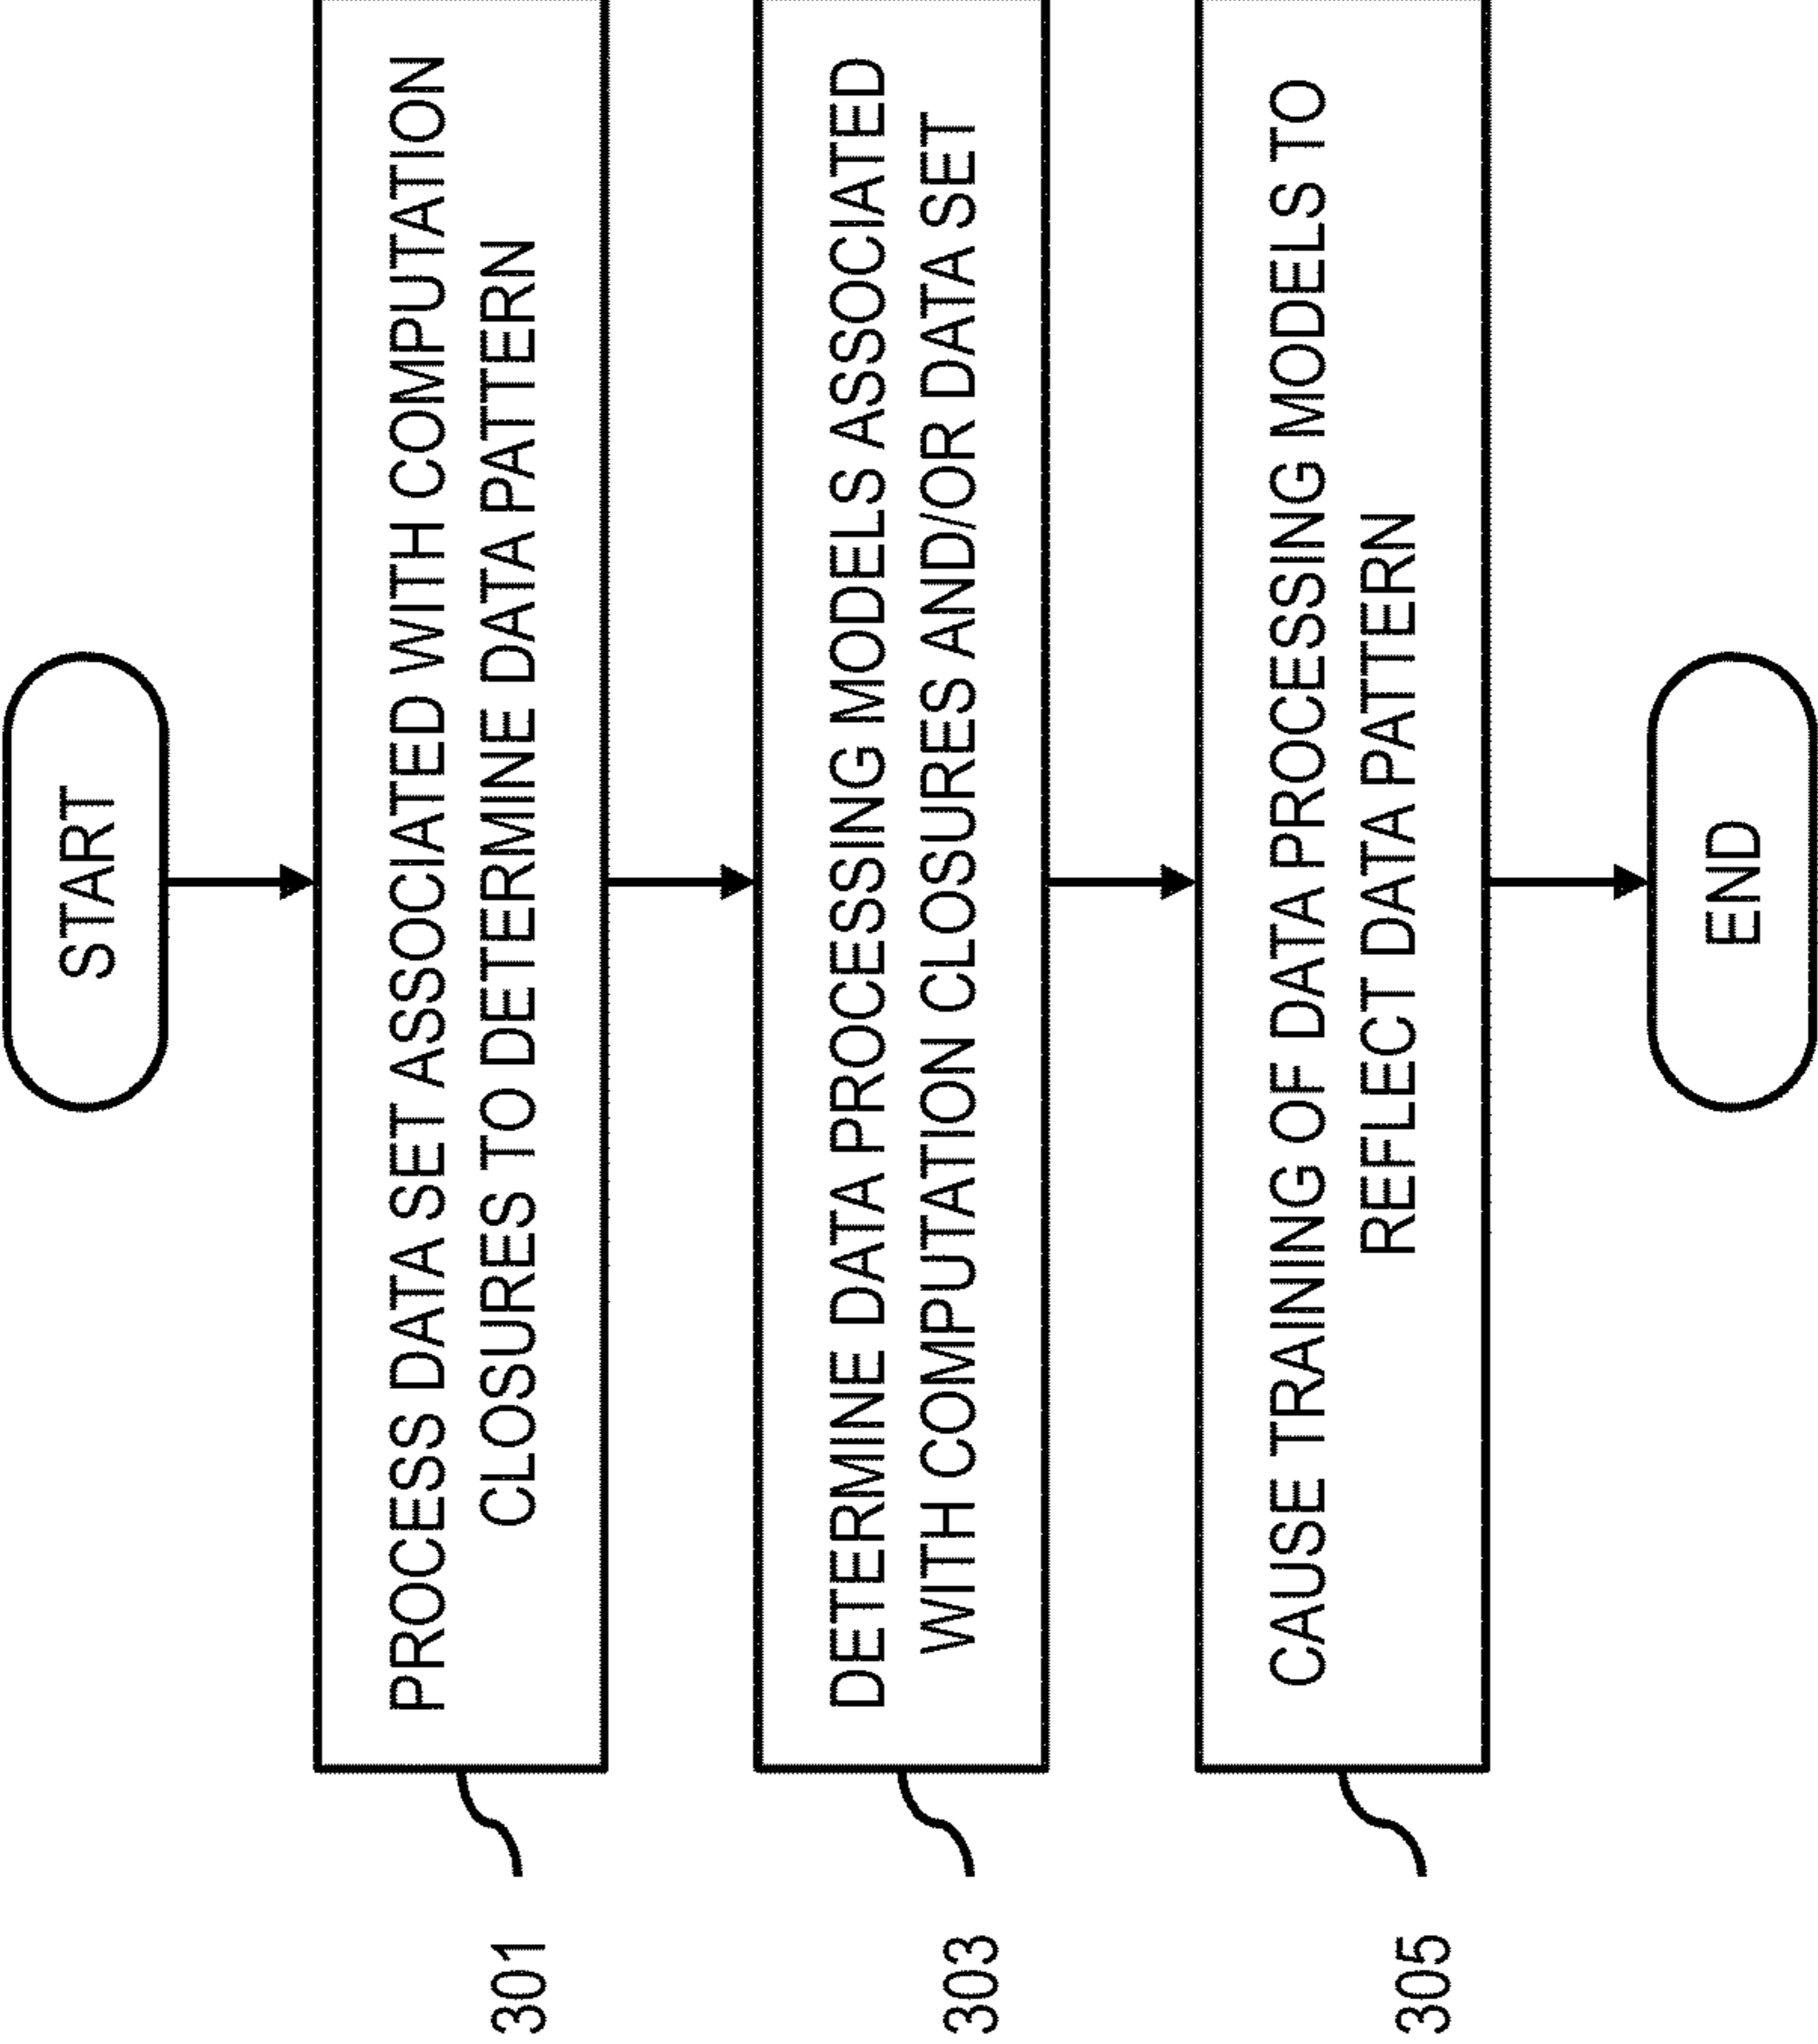 START
PROCESS DATA SET ASSOCIATED WITH COMPUTATION
CLOSURES TO DETERMINE DATA PATTERN
301
DETERMINE DATA PROCESSING MODELS ASSOCIATED
WITH COMPUTATION CLOSURES AND/OR DATA SET
303
CAUSE TRAINING OF DATA PROCESSING MODELS TO
REFLECT DATA PATTERN
305
END